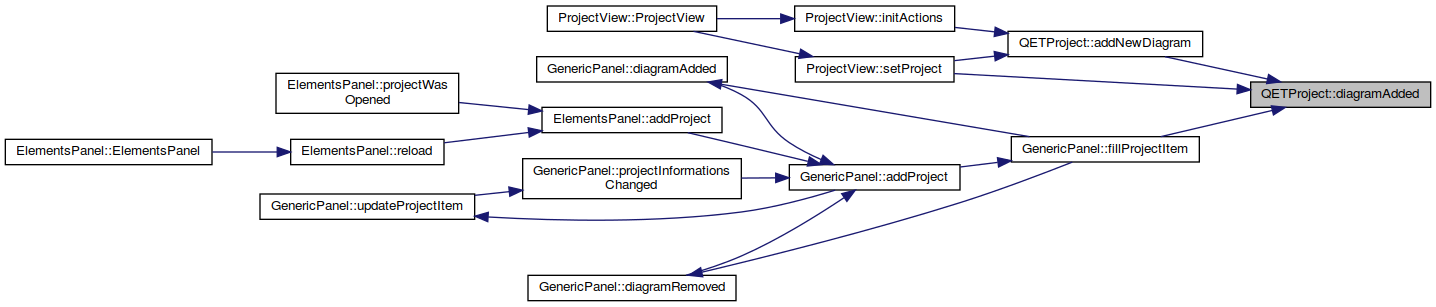 ProjectView::ProjectView
ProjectView::initActions
QETProject::addNewDiagram
GenericPanel::diagramAdded
ProjectView::setProject
ElementsPanel::projectWas
Opened
QETProject::diagramAdded
ElementsPanel::addProject
ElementsPanel::ElementsPanel
ElementsPanel::reload
GenericPanel::fillProjectItem
GenericPanel::projectInformations
Changed
GenericPanel::addProject
GenericPanel::updateProjectItem
GenericPanel::diagramRemoved